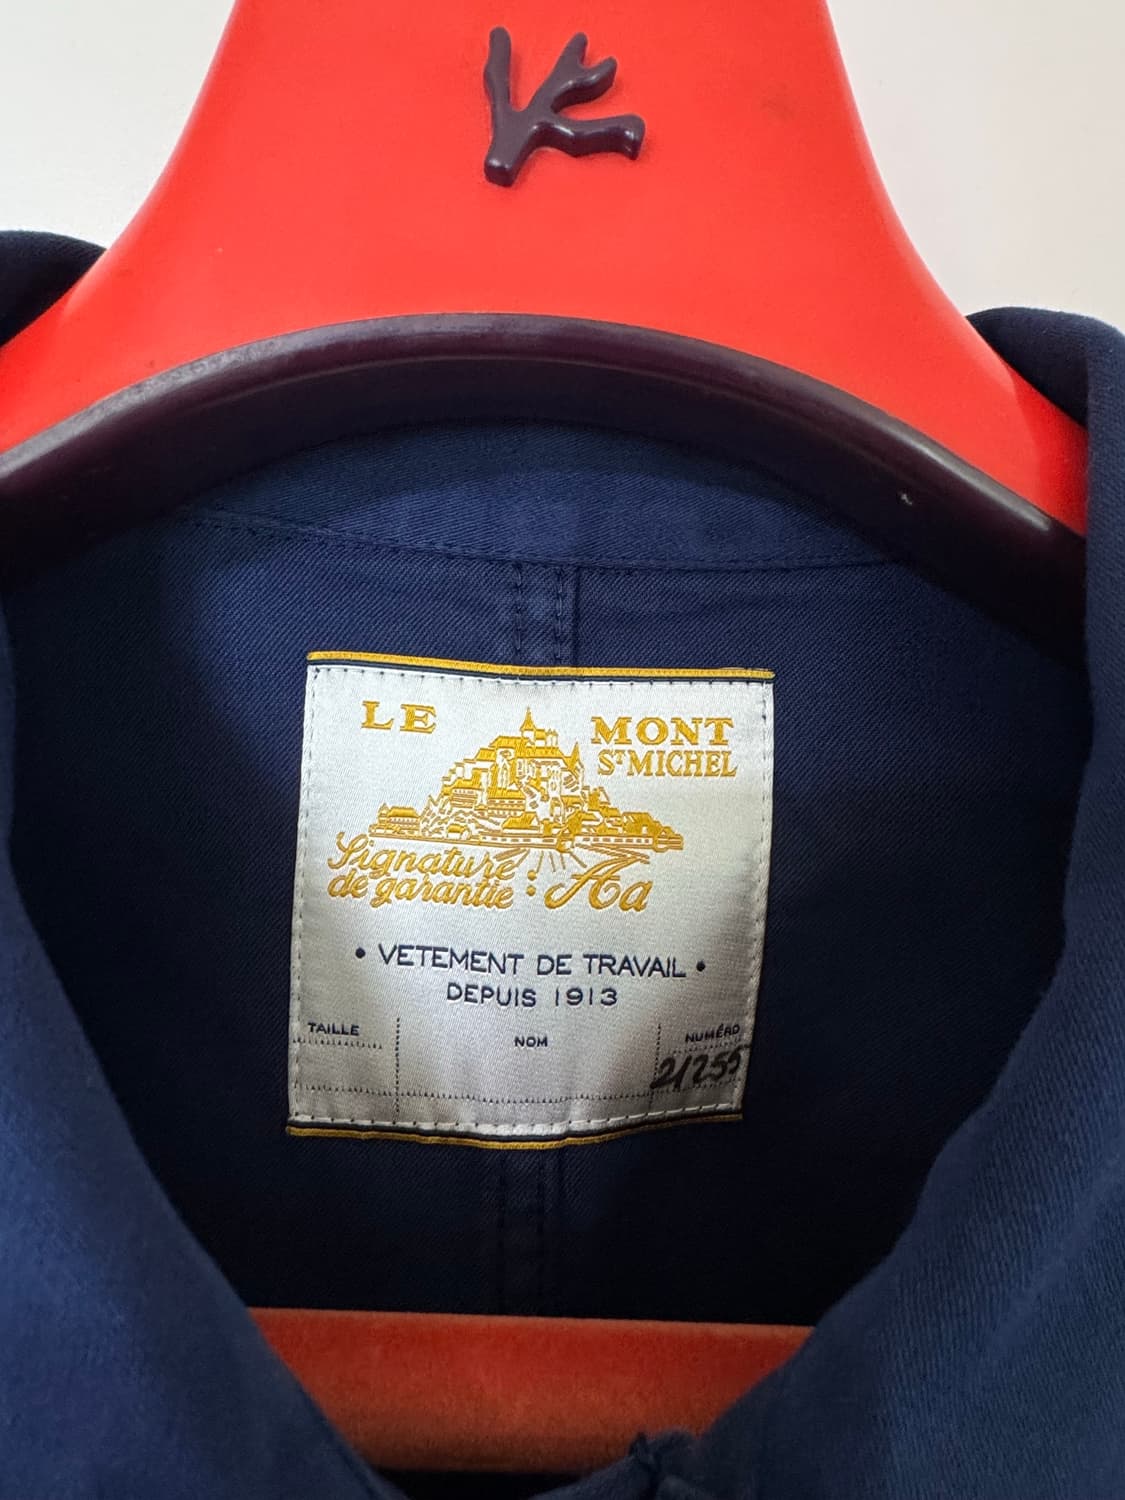 LE MONT
ST MICHEL
Signature
de garantie : Aa
• VETEMENT DE TRAVAIL •
DEPUIS 1913
TAILLE NOM NUMÉRO
2/255